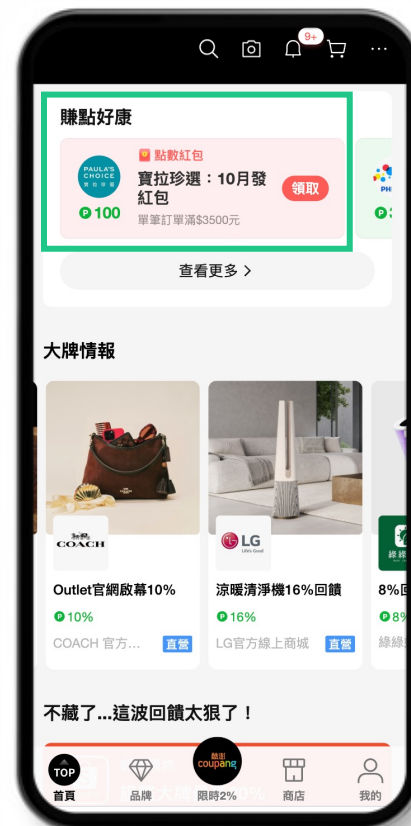 9+
賺點好康
PAULA'S
CHOICE
寶拉珍選
P 100
點數紅包
寶拉珍選：10月發
紅包
單筆訂單滿$3500元
領取
PH
P
查看更多 >
大牌情報
COACH
LG
Life's Good
綠
Outlet官網啟幕10%
P 10%
COACH 官方...
直營
涼暖清淨機16%回饋
P 16%
LG官方線上商城
直營
8%
P 8%
綠綠
不藏了...這波回饋太狠了！
TOP
首頁
品牌
酷澎
coupang
限時2%
商店
我的